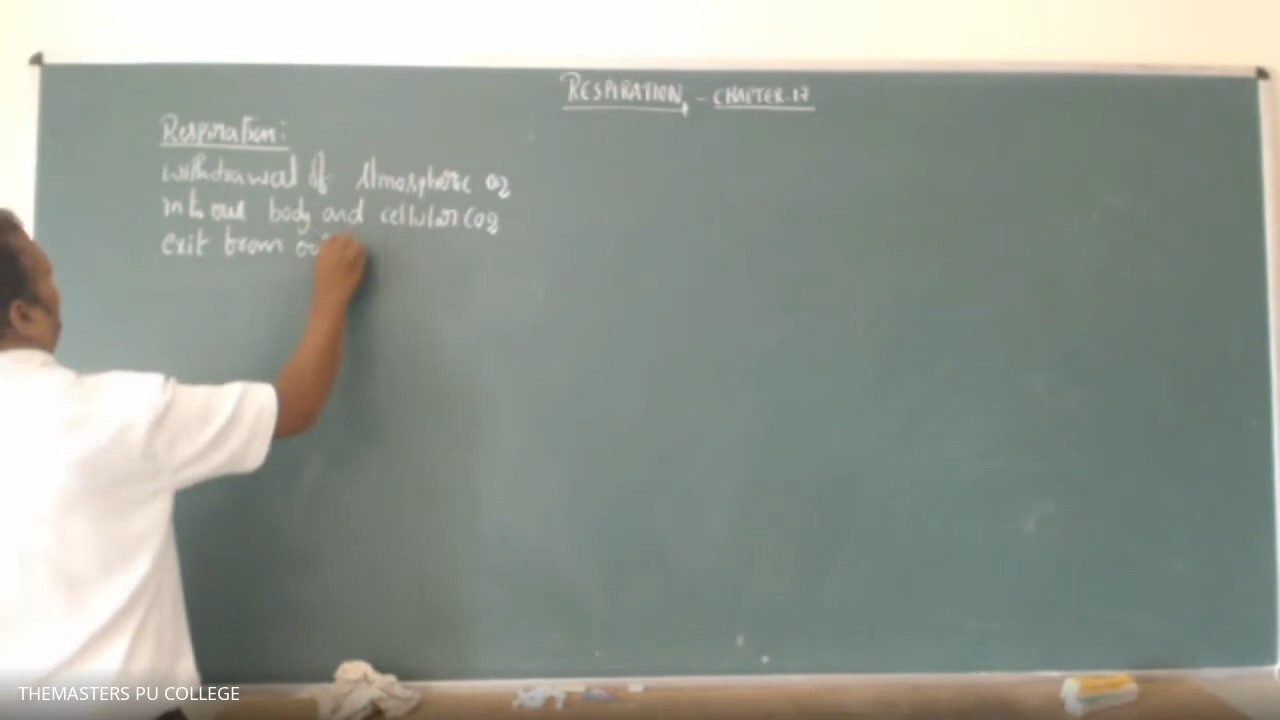 RESPIRATION, - CHAPTER.17
Respiration:
withdrawal of Atmospheric O2
into our body and cellular CO2
exit from
THEMASTERS PU COLLEGE